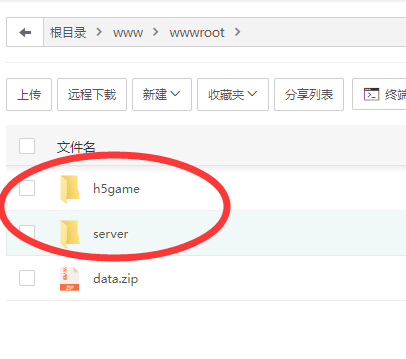 根目录 > www > wwwroot >
上传 远程下载 新建 收藏夹 分享列表 终端
文件名
h5game
server
ZIP data.zip